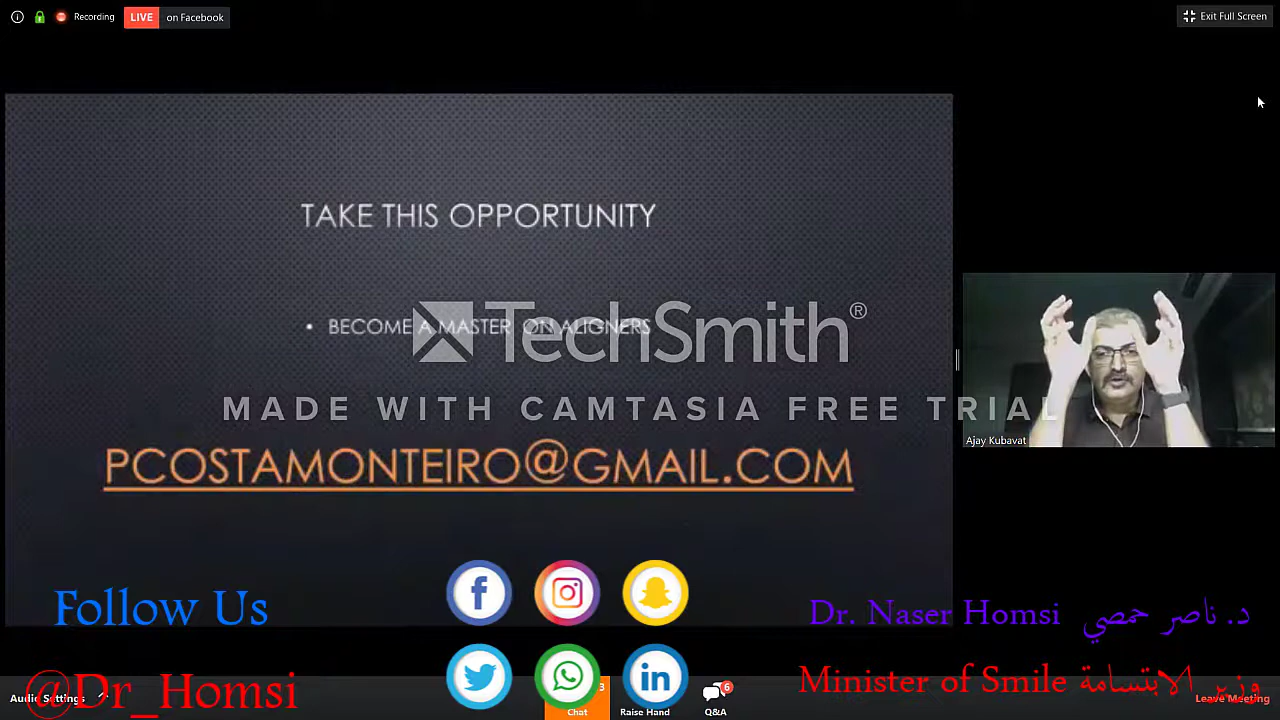 Recording
LIVE on Facebook
Exit Full Screen
TAKE THIS OPPORTUNITY
• BECOME A MASTER ON ALIGNERS
TechSmith®
MADE WITH CAMTASIA FREE TRIAL
PCOSTAMONTEIRO@GMAIL.COM
Ajay Kubavat
Follow Us
Dr. Naser Homsi د. ناصر حمصي
@Dr_Homsi
Minister of Smile وزير الابتسامة
Audio Settings
3
Chat
Raise Hand
6
Q&A
Leave Meeting